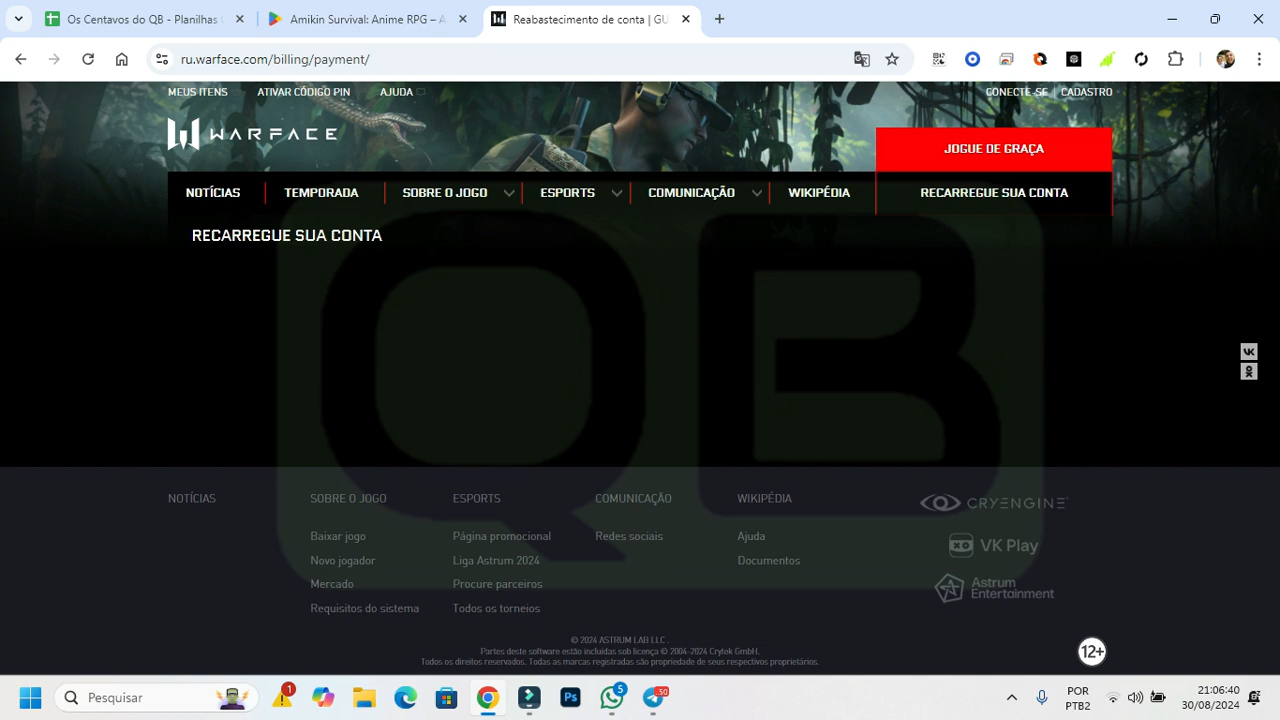 Os Centavos do QB - Planilhas
Amikin Survival: Anime RPG – A
Reabastecimento de conta | GU
ru.warface.com/billing/payment/
MEUS ITENS ATIVAR CÓDIGO PIN AJUDA CONECTE-SE CADASTRO
WARFACE
JOGUE DE GRAÇA
NOTÍCIAS TEMPORADA SOBRE O JOGO ESPORTS COMUNICAÇÃO WIKIPÉDIA RECARREGUE SUA CONTA
RECARREGUE SUA CONTA
QB
NOTÍCIAS SOBRE O JOGO ESPORTS COMUNICAÇÃO WIKIPÉDIA CRYENGINE
Baixar jogo Página promocional Redes sociais Ajuda VK Play
Novo jogador Liga Astrum 2024 Documentos
Mercado Procure parceiros Astrum
Entertainment
Requisitos do sistema Todos os torneios
© 2024 ASTRUM LAB LLC .
Partes deste software estão incluídas sob licença © 2004-2024 Crytek GmbH.
Todos os direitos reservados. Todas as marcas registradas são propriedade de seus respectivos proprietários.
12+
Pesquisar 1 Ps 5 50 POR 21:06:40
PTB2 30/08/2024